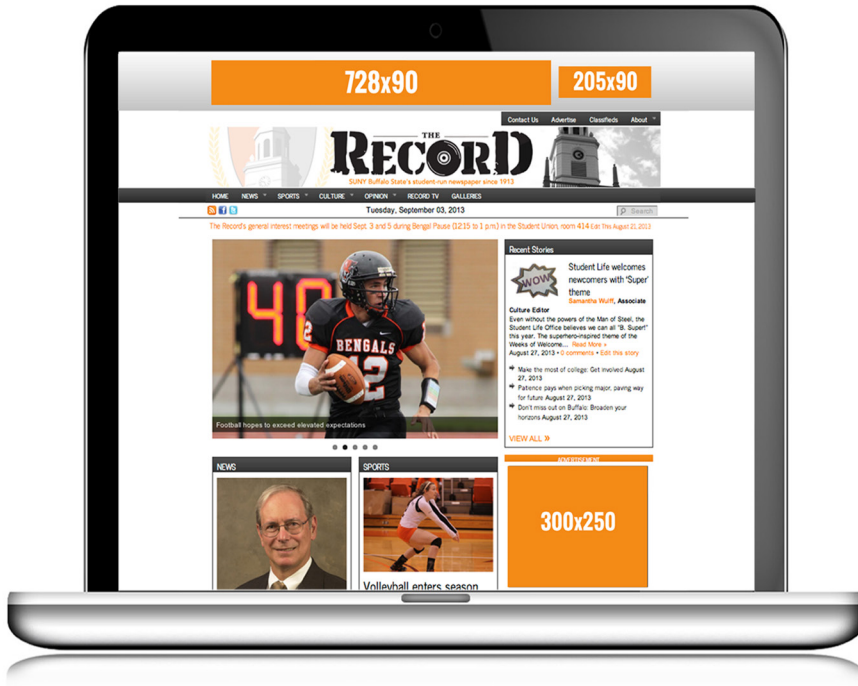 728x90
205x90
Contact Us Advertise Classifieds About
THE
RECORD
SUNY Buffalo State's student-run newspaper since 1913
HOME NEWS SPORTS CULTURE OPINION RECORD TV GALLERIES
Tuesday, September 03, 2013
Search
The Record's general interest meetings will be held Sept. 3 and 5 during Bengal Pause (12:15 to 1 p.m.) in the Student Union, room 414 Edit This August 21, 2013
40
BENGALS
12
Football hopes to exceed elevated expectations
Recent Stories
WOW
Student Life welcomes
newcomers with 'Super'
theme
Samantha Wulff, Associate
Culture Editor
Even without the powers of the Man of Steel, the
Student Life Office believes we can all "B. Super!"
this year. The superhero-inspired theme of the
Weeks of Welcome... Read More »
August 27, 2013 • 0 comments • Edit this story
Make the most of college: Get involved August
27, 2013
Patience pays when picking major, paving way
for future August 27, 2013
Don't miss out on Buffalo: Broaden your
horizons August 27, 2013
VIEW ALL »
NEWS
SPORTS
Volleyball enters season
ADVERTISEMENT
300x250